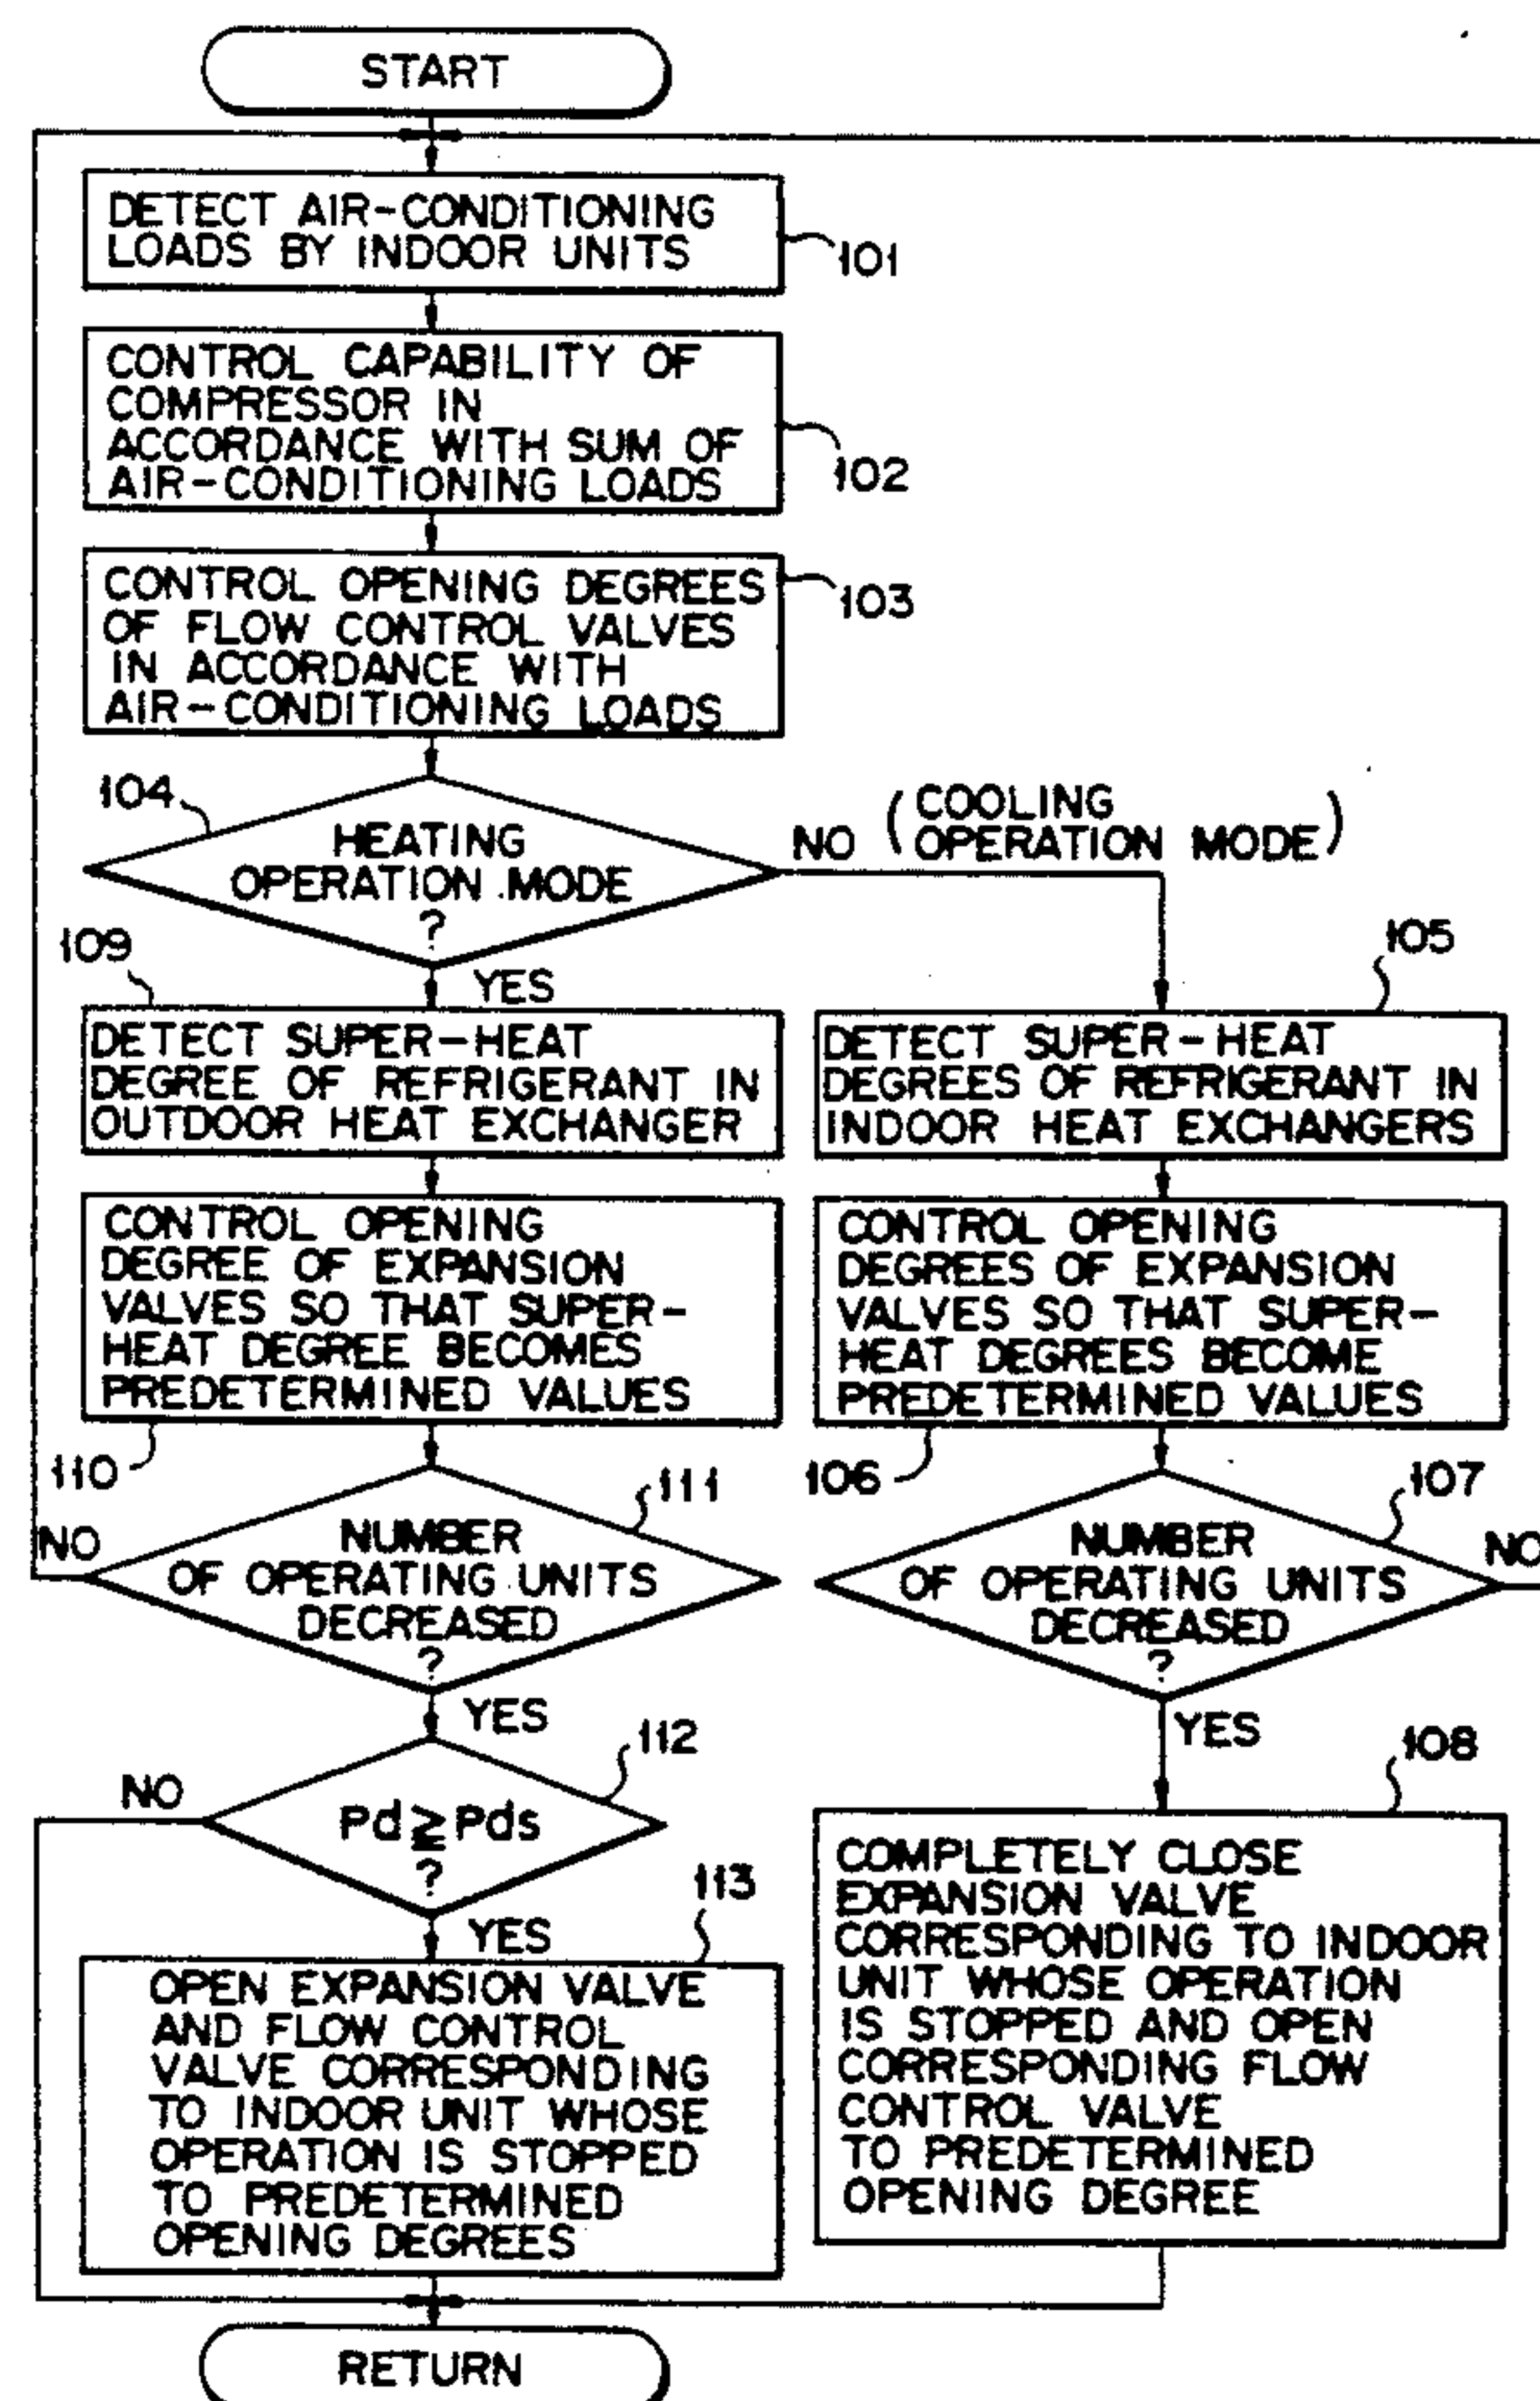 START
DETECT AIR-CONDITIONING
LOADS BY INDOOR UNITS
101
CONTROL CAPABILITY OF
COMPRESSOR IN
ACCORDANCE WITH SUM OF
AIR-CONDITIONING LOADS
102
CONTROL OPENING DEGREES
OF FLOW CONTROL VALVES
IN ACCORDANCE WITH
AIR-CONDITIONING LOADS
103
104
HEATING
OPERATION MODE
?
NO (COOLING
OPERATION MODE)
YES
109
DETECT SUPER-HEAT
DEGREE OF REFRIGERANT IN
OUTDOOR HEAT EXCHANGER
105
DETECT SUPER-HEAT
DEGREES OF REFRIGERANT IN
INDOOR HEAT EXCHANGERS
CONTROL OPENING
DEGREE OF EXPANSION
VALVES SO THAT SUPER-
HEAT DEGREE BECOMES
PREDETERMINED VALUES
110
CONTROL OPENING
DEGREES OF EXPANSION
VALVES SO THAT SUPER-
HEAT DEGREES BECOME
PREDETERMINED VALUES
106
111
NO
NUMBER
OF OPERATING UNITS
DECREASED
?
YES
107
NUMBER
OF OPERATING UNITS
DECREASED
?
NO
YES
112
NO
Pd ≧ Pds
?
YES
113
OPEN EXPANSION VALVE
AND FLOW CONTROL
VALVE CORRESPONDING
TO INDOOR UNIT WHOSE
OPERATION IS STOPPED
TO PREDETERMINED
OPENING DEGREES
108
COMPLETELY CLOSE
EXPANSION VALVE
CORRESPONDING TO INDOOR
UNIT WHOSE OPERATION
IS STOPPED AND OPEN
CORRESPONDING FLOW
CONTROL VALVE
TO PREDETERMINED
OPENING DEGREE
RETURN